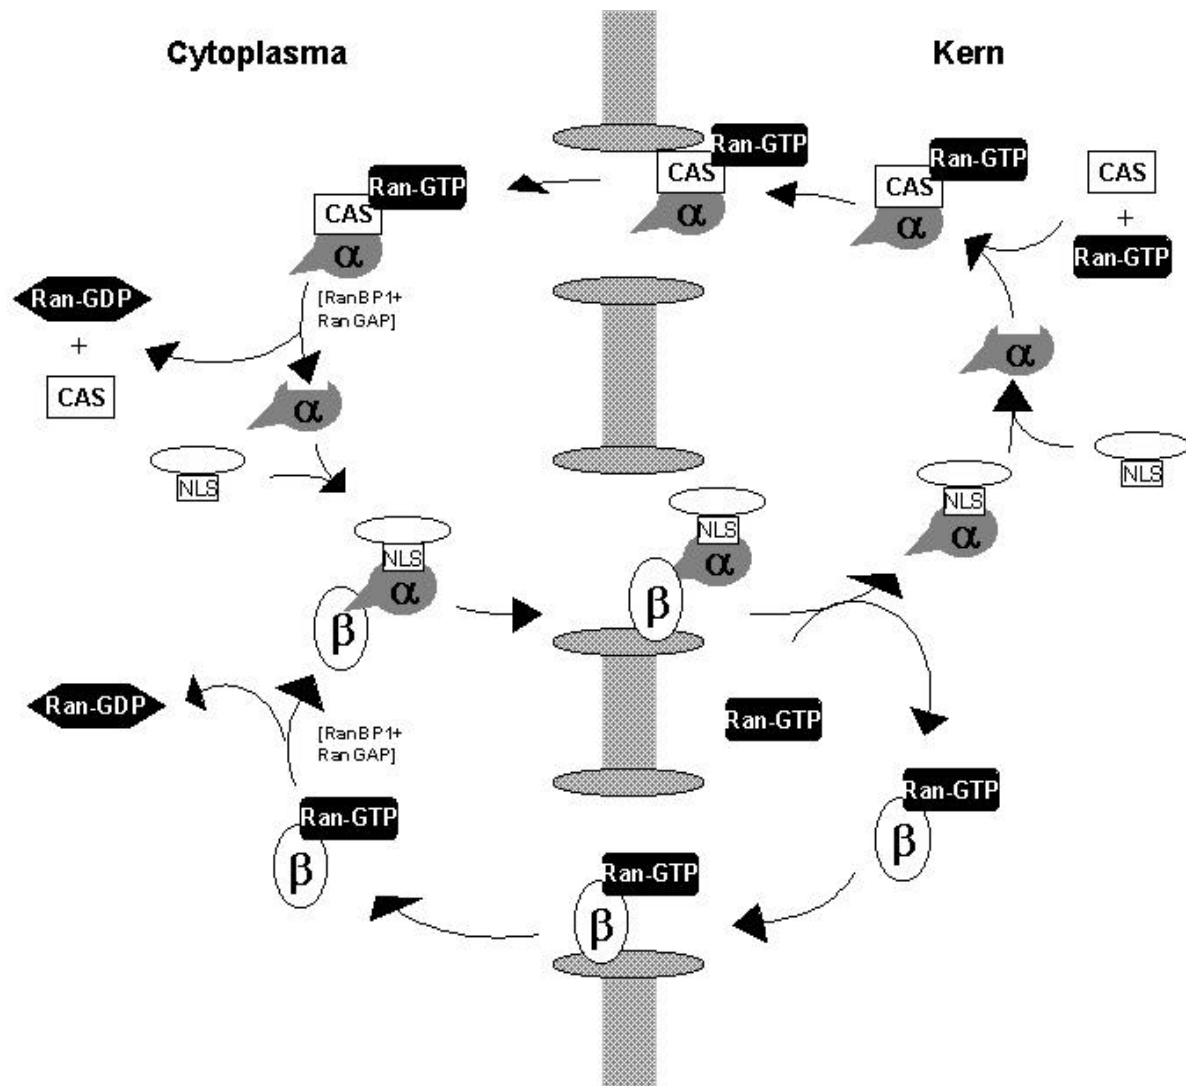 Cytoplasma
Kern
Ran-GTP
CAS
α
Ran-GTP
CAS
α
Ran-GTP
CAS
α
CAS
+
Ran-GTP
[RanBP1+
RanGAP]
Ran-GDP
+
CAS
α
α
NLS
NLS
NLS
α
β
NLS
α
β
NLS
α
Ran-GDP
[RanBP1+
RanGAP]
Ran-GTP
Ran-GTP
β
Ran-GTP
β
Ran-GTP
β